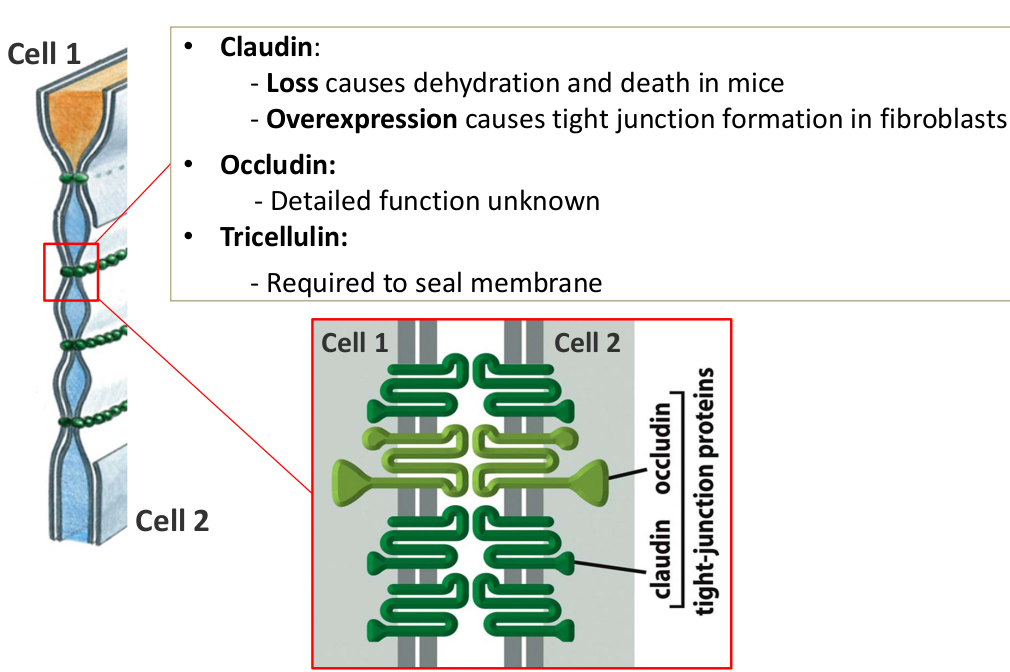 Cell 1
• Claudin:
- Loss causes dehydration and death in mice
- Overexpression causes tight junction formation in fibroblasts
• Occludin:
- Detailed function unknown
• Tricellulin:
- Required to seal membrane
Cell 2
Cell 1
Cell 2
occludin
claudin
tight-junction proteins